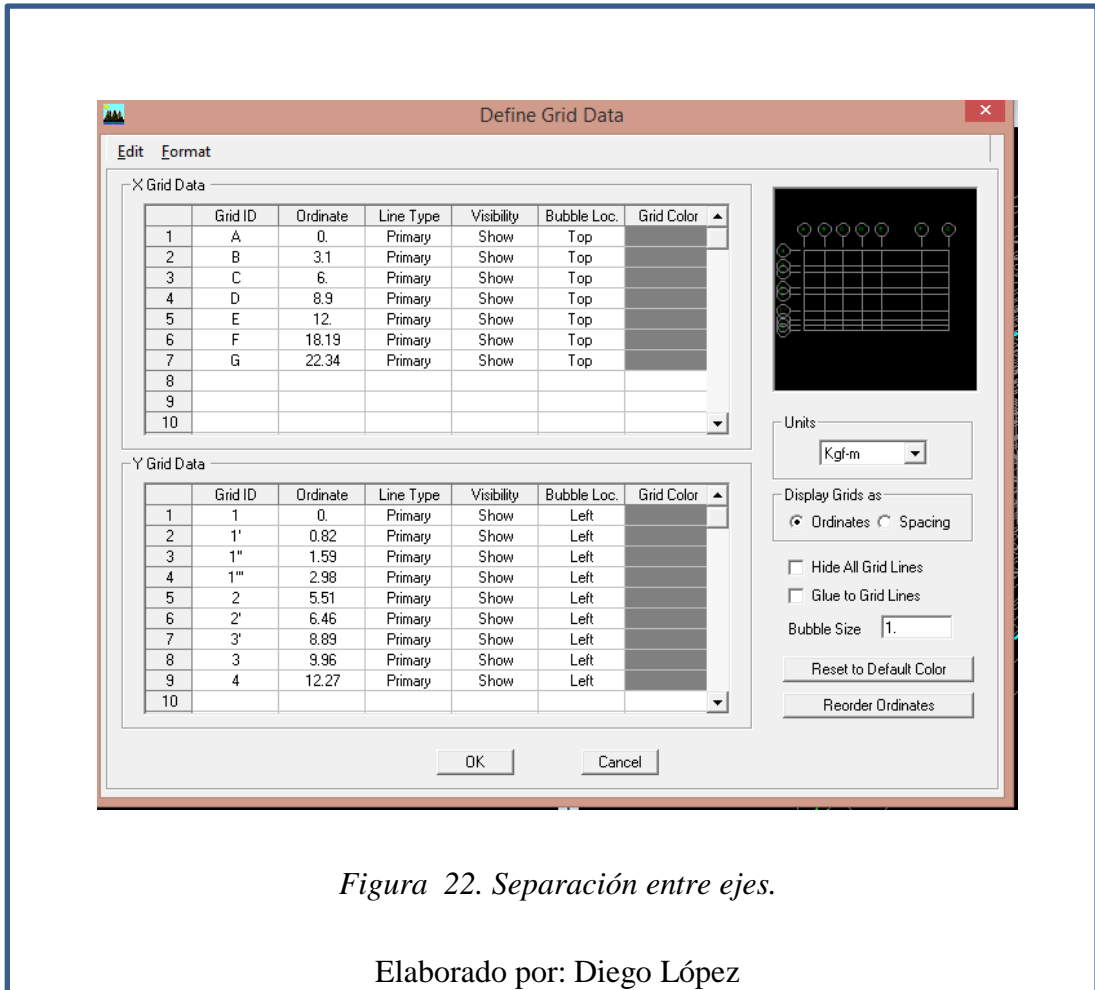 Define Grid Data
Edit Format
X Grid Data
Grid ID Ordinate Line Type Visibility Bubble Loc. Grid Color
1 A 0. Primary Show Top
2 B 3.1 Primary Show Top
3 C 6. Primary Show Top
4 D 8.9 Primary Show Top
5 E 12. Primary Show Top
6 F 18.19 Primary Show Top
7 G 22.34 Primary Show Top
8
9
10
Y Grid Data
Grid ID Ordinate Line Type Visibility Bubble Loc. Grid Color
1 1 0. Primary Show Left
2 1' 0.82 Primary Show Left
3 1'' 1.59 Primary Show Left
4 1''' 2.98 Primary Show Left
5 2 5.51 Primary Show Left
6 2' 6.46 Primary Show Left
7 3' 8.89 Primary Show Left
8 3 9.96 Primary Show Left
9 4 12.27 Primary Show Left
10
Units
Kgf-m
Display Grids as
Ordinates Spacing
Hide All Grid Lines
Glue to Grid Lines
Bubble Size 1.
Reset to Default Color
Reorder Ordinates
OK Cancel
Figura 22. Separación entre ejes.
Elaborado por: Diego López